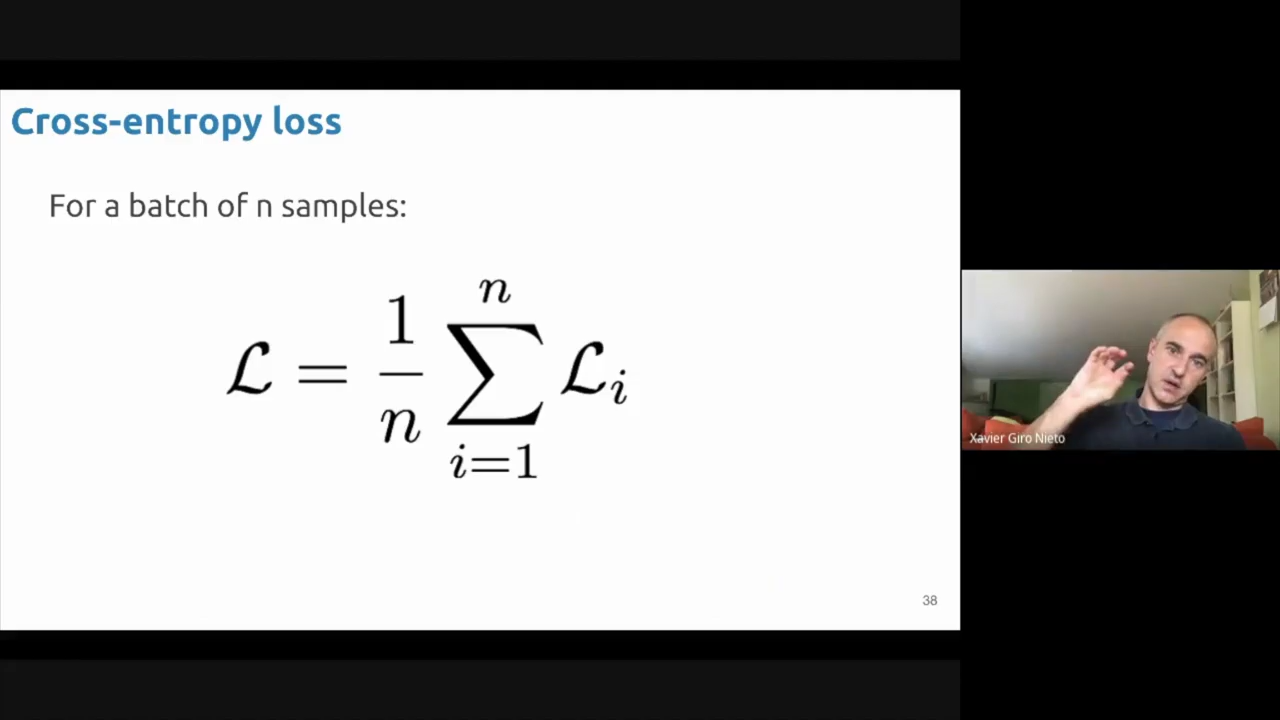 Cross-entropy loss
For a batch of n samples:
ℒ = 1/n ∑_{i=1}^{n} ℒ_i
Xavier Giro Nieto
38